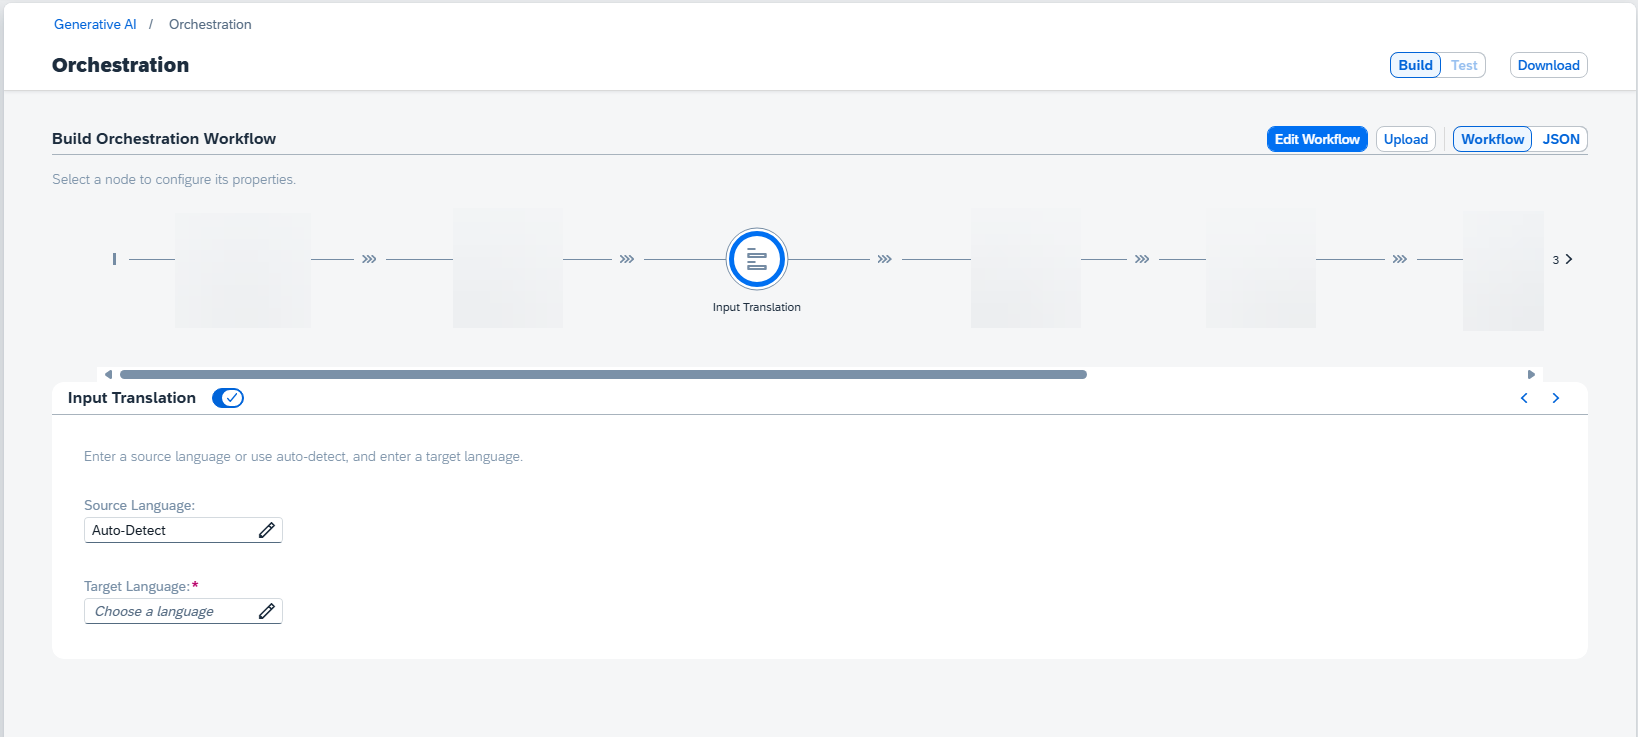 Generative AI / Orchestration
Orchestration
Build Test Download
Build Orchestration Workflow
Edit Workflow Upload Workflow JSON
Select a node to configure its properties.
3
Input Translation
Input Translation
Enter a source language or use auto-detect, and enter a target language.
Source Language:
Auto-Detect
Target Language:*
Choose a language